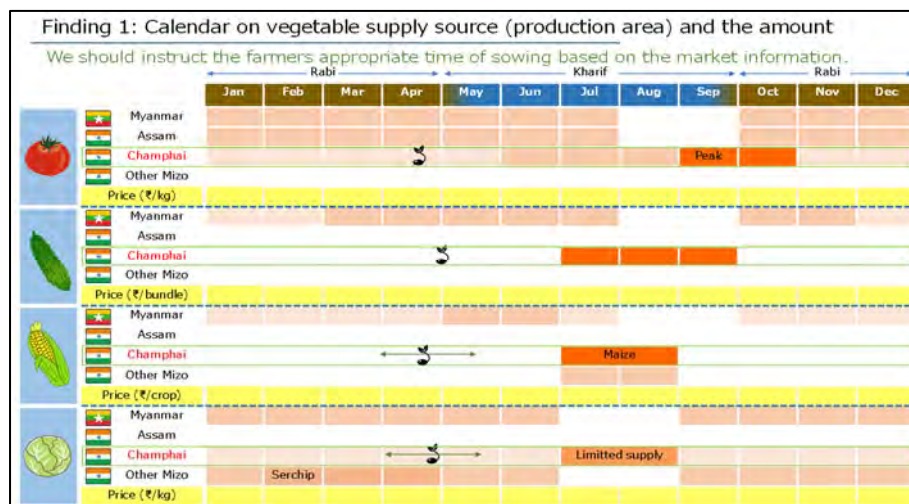 Finding 1: Calendar on vegetable supply source (production area) and the amount
We should instruct the farmers appropriate time of sowing based on the market information.
Rabi Kharif Rabi
Jan Feb Mar Apr May Jun Jul Aug Sep Oct Nov Dec
Myanmar
Assam
Champhai Peak
Other Mizo
Price (₹/kg)
Myanmar
Assam
Champhai
Other Mizo
Price (₹/bundle)
Myanmar
Assam
Champhai Maize
Other Mizo
Price (₹/crop)
Myanmar
Assam
Champhai Limitted supply
Other Mizo Serchip
Price (₹/kg)